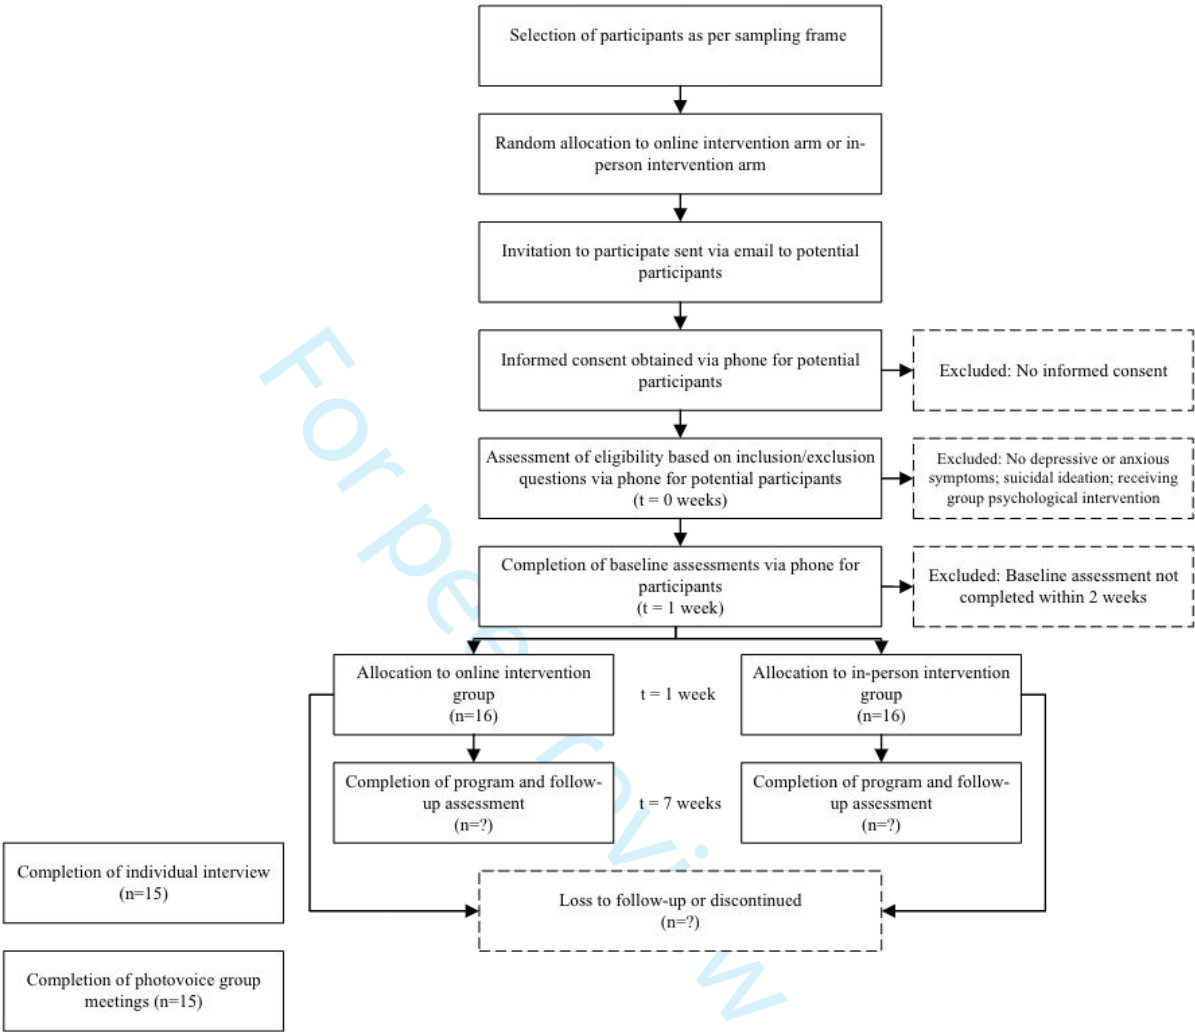 Selection of participants as per sampling frame
Random allocation to online intervention arm or in-
person intervention arm
Invitation to participate sent via email to potential
participants
Informed consent obtained via phone for potential
participants
Excluded: No informed consent
Assessment of eligibility based on inclusion/exclusion
questions via phone for potential participants
(t = 0 weeks)
Excluded: No depressive or anxious
symptoms; suicidal ideation; receiving
group psychological intervention
Completion of baseline assessments via phone for
participants
(t = 1 week)
Excluded: Baseline assessment not
completed within 2 weeks
Allocation to online intervention
group
(n=16)
t = 1 week
Allocation to in-person intervention
group
(n=16)
Completion of program and follow-
up assessment
(n=?)
t = 7 weeks
Completion of program and follow-
up assessment
(n=?)
Completion of individual interview
(n=15)
Loss to follow-up or discontinued
(n=?)
Completion of photovoice group
meetings (n=15)
For peer review